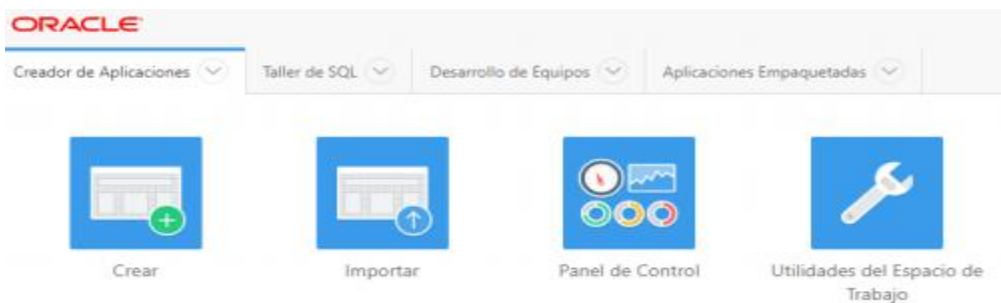 ORACLE
Creador de Aplicaciones
Taller de SQL
Desarrollo de Equipos
Aplicaciones Empaquetadas
Crear
Importar
Panel de Control
Utilidades del Espacio de
Trabajo